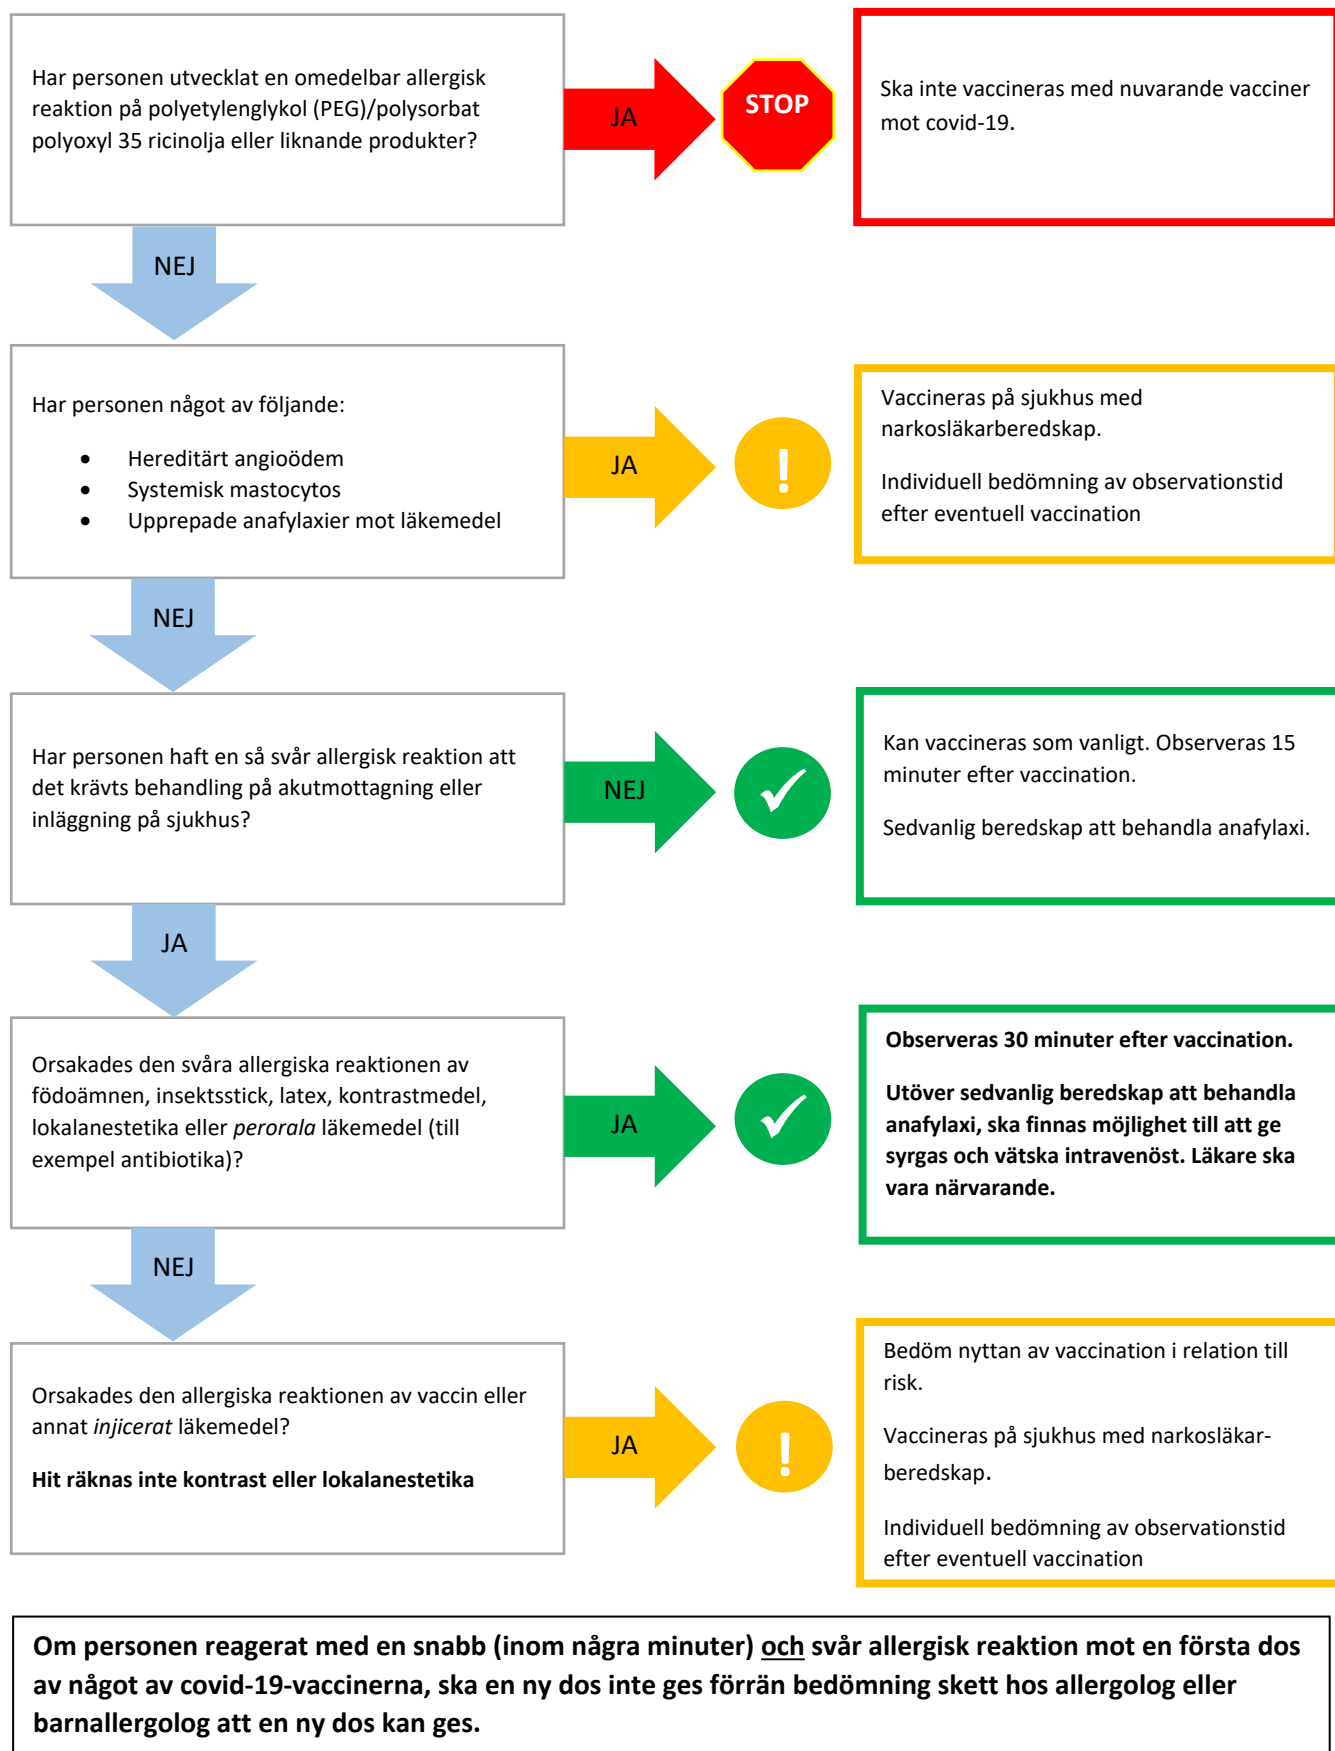 Har personen utvecklat en omedelbar allergisk
reaktion på polyetylenglykol (PEG)/polysorbat
polyoxyl 35 ricinolja eller liknande produkter?
JA
STOP
Ska inte vaccineras med nuvarande vacciner
mot covid-19.
NEJ
Har personen något av följande:
• Hereditärt angioödem
• Systemisk mastocytos
• Upprepade anafylaxier mot läkemedel
JA
!
Vaccineras på sjukhus med
narkosläkarberedskap.
Individuell bedömning av observationstid
efter eventuell vaccination
NEJ
Har personen haft en så svår allergisk reaktion att
det krävts behandling på akutmottagning eller
inläggning på sjukhus?
NEJ
Kan vaccineras som vanligt. Observeras 15
minuter efter vaccination.
Sedvanlig beredskap att behandla anafylaxi.
JA
Orsakades den svåra allergiska reaktionen av
födoämnen, insektsstick, latex, kontrastmedel,
lokalanestetika eller perorala läkemedel (till
exempel antibiotika)?
JA
Observeras 30 minuter efter vaccination.
Utöver sedvanlig beredskap att behandla
anafylaxi, ska finnas möjlighet till att ge
syrgas och vätska intravenöst. Läkare ska
vara närvarande.
NEJ
Orsakades den allergiska reaktionen av vaccin eller
annat injicerat läkemedel?
Hit räknas inte kontrast eller lokalanestetika
JA
!
Bedöm nyttan av vaccination i relation till
risk.
Vaccineras på sjukhus med narkosläkar-
beredskap.
Individuell bedömning av observationstid
efter eventuell vaccination
Om personen reagerat med en snabb (inom några minuter) och svår allergisk reaktion mot en första dos
av något av covid-19-vaccinerna, ska en ny dos inte ges förrän bedömning skett hos allergolog eller
barnallergolog att en ny dos kan ges.